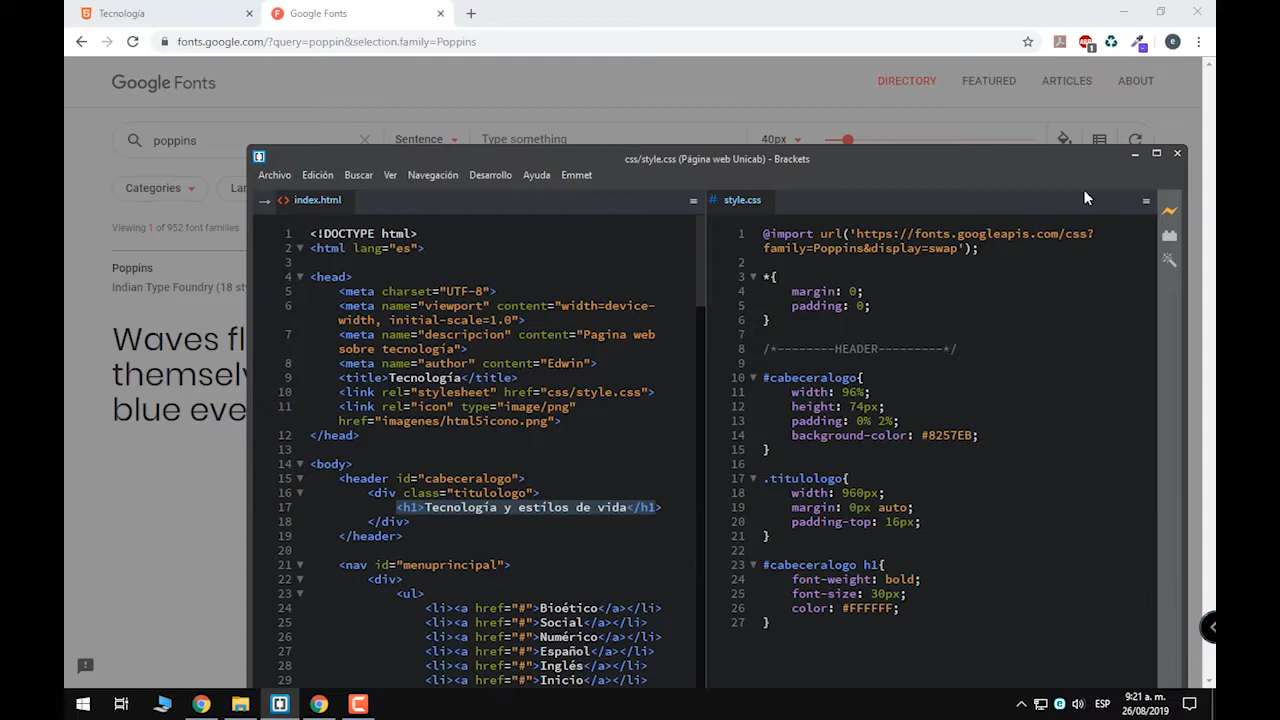 Tecnología
Google Fonts
fonts.google.com/?query=poppin&selection.family=Poppins
1
e
Google Fonts
DIRECTORY
FEATURED
ARTICLES
ABOUT
poppins
Sentence
Type something
40px
Categories
Lan
Viewing 1 of 952 font families
Poppins
Indian Type Foundry (18 sty
Waves fl
themselv
blue eve
css/style.css (Página web Unicab) - Brackets
Archivo Edición Buscar Ver Navegación Desarrollo Ayuda Emmet
index.html
1 <!DOCTYPE html>
2 <html lang="es">
3
4 <head>
5 <meta charset="UTF-8">
6 <meta name="viewport" content="width=device-
width, initial-scale=1.0">
7 <meta name="descripcion" content="Pagina web
sobre tecnología">
8 <meta name="author" content="Edwin">
9 <title>Tecnología</title>
10 <link rel="stylesheet" href="css/style.css">
11 <link rel="icon" type="image/png"
href="imagenes/html5icono.png">
12 </head>
13
14 <body>
15 <header id="cabeceralogo">
16 <div class="titulologo">
17 <h1>Tecnología y estílos de vida</h1>
18 </div>
19 </header>
20
21 <nav id="menuprincipal">
22 <div>
23 <ul>
24 <li><a href="#">Bioético</a></li>
25 <li><a href="#">Social</a></li>
26 <li><a href="#">Numérico</a></li>
27 <li><a href="#">Español</a></li>
28 <li><a href="#">Inglés</a></li>
29 <li><a href="#">Inicio</a></li>
style.css
1 @import url('https://fonts.googleapis.com/css?
family=Poppins&display=swap');
2
3 *{
4 margin: 0;
5 padding: 0;
6 }
7
8 /*--------HEADER---------*/
9
10 #cabeceralogo{
11 width: 96%;
12 height: 74px;
13 padding: 0% 2%;
14 background-color: #8257EB;
15 }
16
17 .titulologo{
18 width: 960px;
19 margin: 0px auto;
20 padding-top: 16px;
21 }
22
23 #cabeceralogo h1{
24 font-weight: bold;
25 font-size: 30px;
26 color: #FFFFFF;
27 }
ESP
9:21 a. m.
26/08/2019